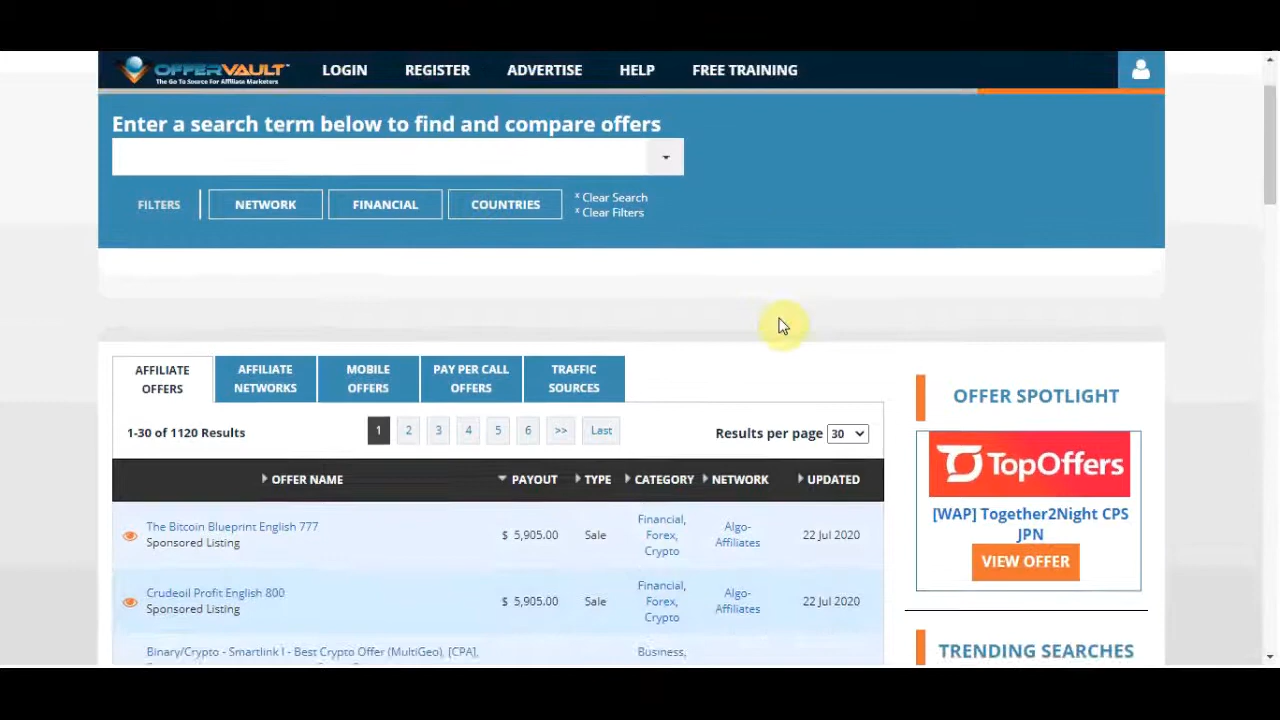 OFFERVAULT
The Go To Source For Affiliate Marketers
LOGIN
REGISTER
ADVERTISE
HELP
FREE TRAINING
Enter a search term below to find and compare offers
FILTERS
NETWORK
FINANCIAL
COUNTRIES
x Clear Search
x Clear Filters
AFFILIATE
OFFERS
AFFILIATE
NETWORKS
MOBILE
OFFERS
PAY PER CALL
OFFERS
TRAFFIC
SOURCES
1-30 of 1120 Results
1 2 3 4 5 6 >> Last
Results per page 30
OFFER NAME PAYOUT TYPE CATEGORY NETWORK UPDATED
The Bitcoin Blueprint English 777
Sponsored Listing
$ 5,905.00
Sale
Financial,
Forex,
Crypto
Algo-
Affiliates
22 Jul 2020
Crudeoil Profit English 800
Sponsored Listing
$ 5,905.00
Sale
Financial,
Forex,
Crypto
Algo-
Affiliates
22 Jul 2020
Binary/Crypto - Smartlink I - Best Crypto Offer (MultiGeo), [CPA],
Business,
OFFER SPOTLIGHT
TopOffers
[WAP] Together2Night CPS
JPN
VIEW OFFER
TRENDING SEARCHES